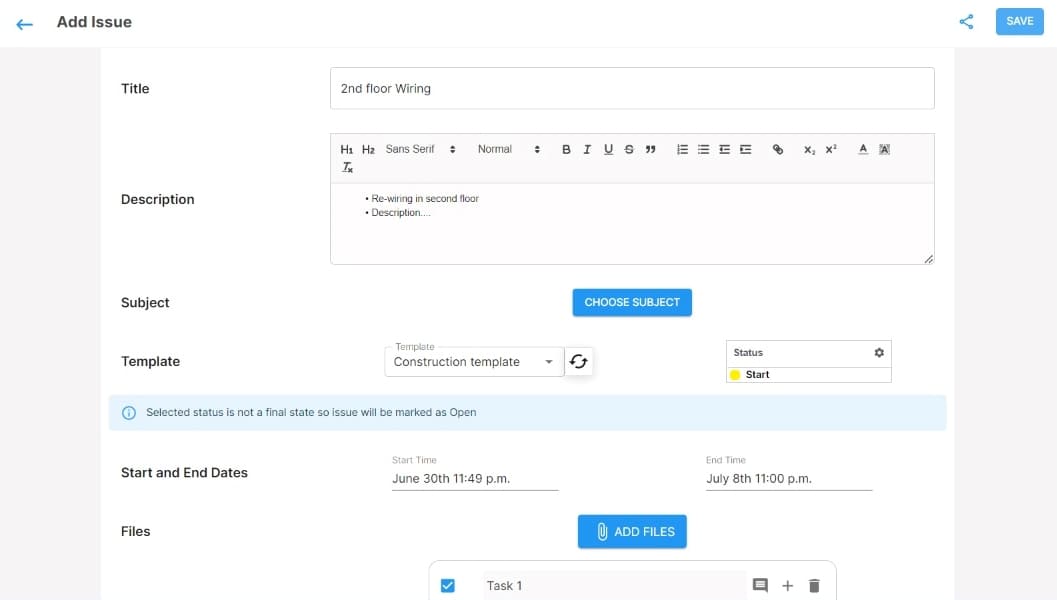 Add Issue
SAVE
Title
2nd floor Wiring
H1 H2 Sans Serif Normal B I U S ” X2 X² A A
Tx
Description
• Re-wiring in second floor
• Description....
Subject
CHOOSE SUBJECT
Template
Template
Construction template
Status
Start
Selected status is not a final state so issue will be marked as Open
Start and End Dates
Start Time
June 30th 11:49 p.m.
End Time
July 8th 11:00 p.m.
Files
ADD FILES
Task 1